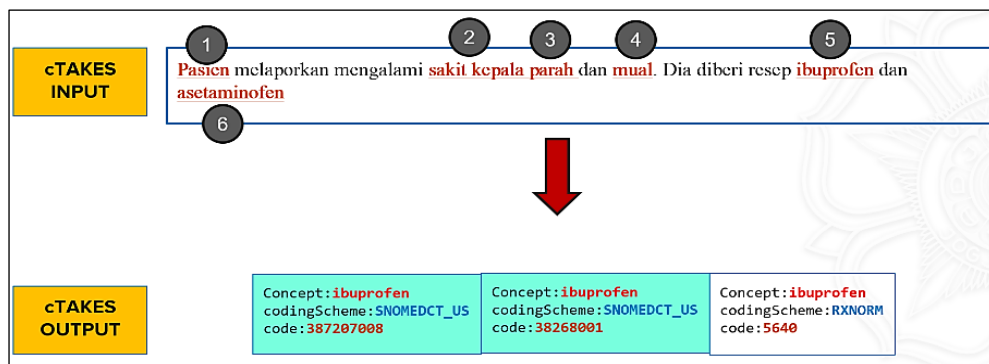 1
2
3
4
5
cTAKES
INPUT
Pasien melaporkan mengalami sakit kepala parah dan mual. Dia diberi resep ibuprofen dan
asetaminofen
6
cTAKES
OUTPUT
Concept:ibuprofen
codingScheme:SNOMEDCT_US
code:387207008
Concept:ibuprofen
codingScheme:SNOMEDCT_US
code:38268001
Concept:ibuprofen
codingScheme:RXNORM
code:5640